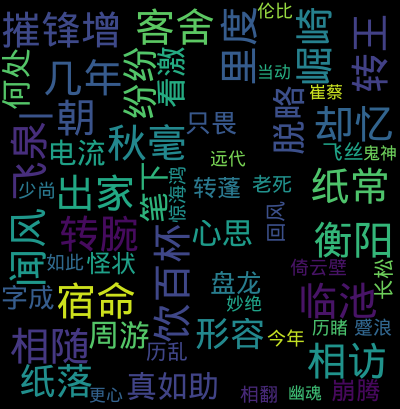 摧锋增
客舍
伦比
里度
崛崎
转王
何处
几年
纷纷
看激
当动
崔蔡
脱略
一朝
飞泉
秋毫
只畏
却忆
电流
远代
飞丝
鬼神
少尚
出家
笔下
惊海鸿
转蓬
老死
纸常
闻风
转腕
饮百杯
心思
回风
衡阳
如此
怪状
倚云壁
长松
字成
宿命
盘龙
妙绝
临池
相随
周游
形容
今年
历睹
蹙浪
历乱
相访
纸落
更心
真如助
相翻
幽魂
崩腾